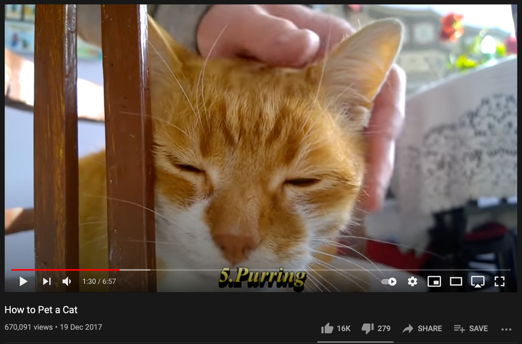 5.Purring
1:30 / 6:57
How to Pet a Cat
670,091 views • 19 Dec 2017
16K
279
SHARE
SAVE